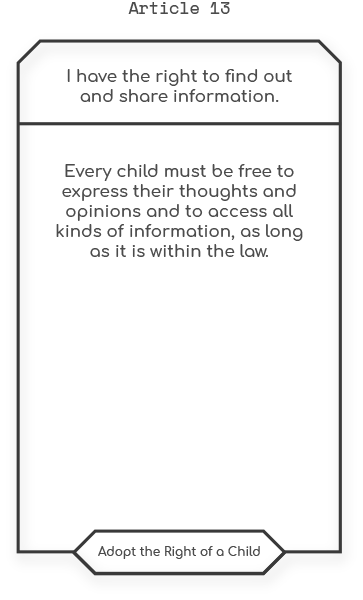 Article 13
I have the right to find out
and share information.
Every child must be free to
express their thoughts and
opinions and to access all
kinds of information, as long
as it is within the law.
Adopt the Right of a Child